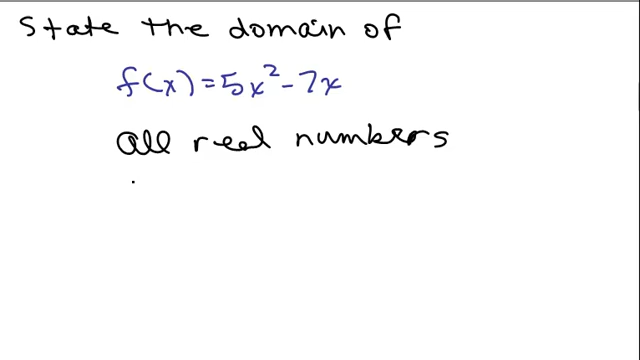 State the domain of
f(x) = 5x² - 7x
all real numbers